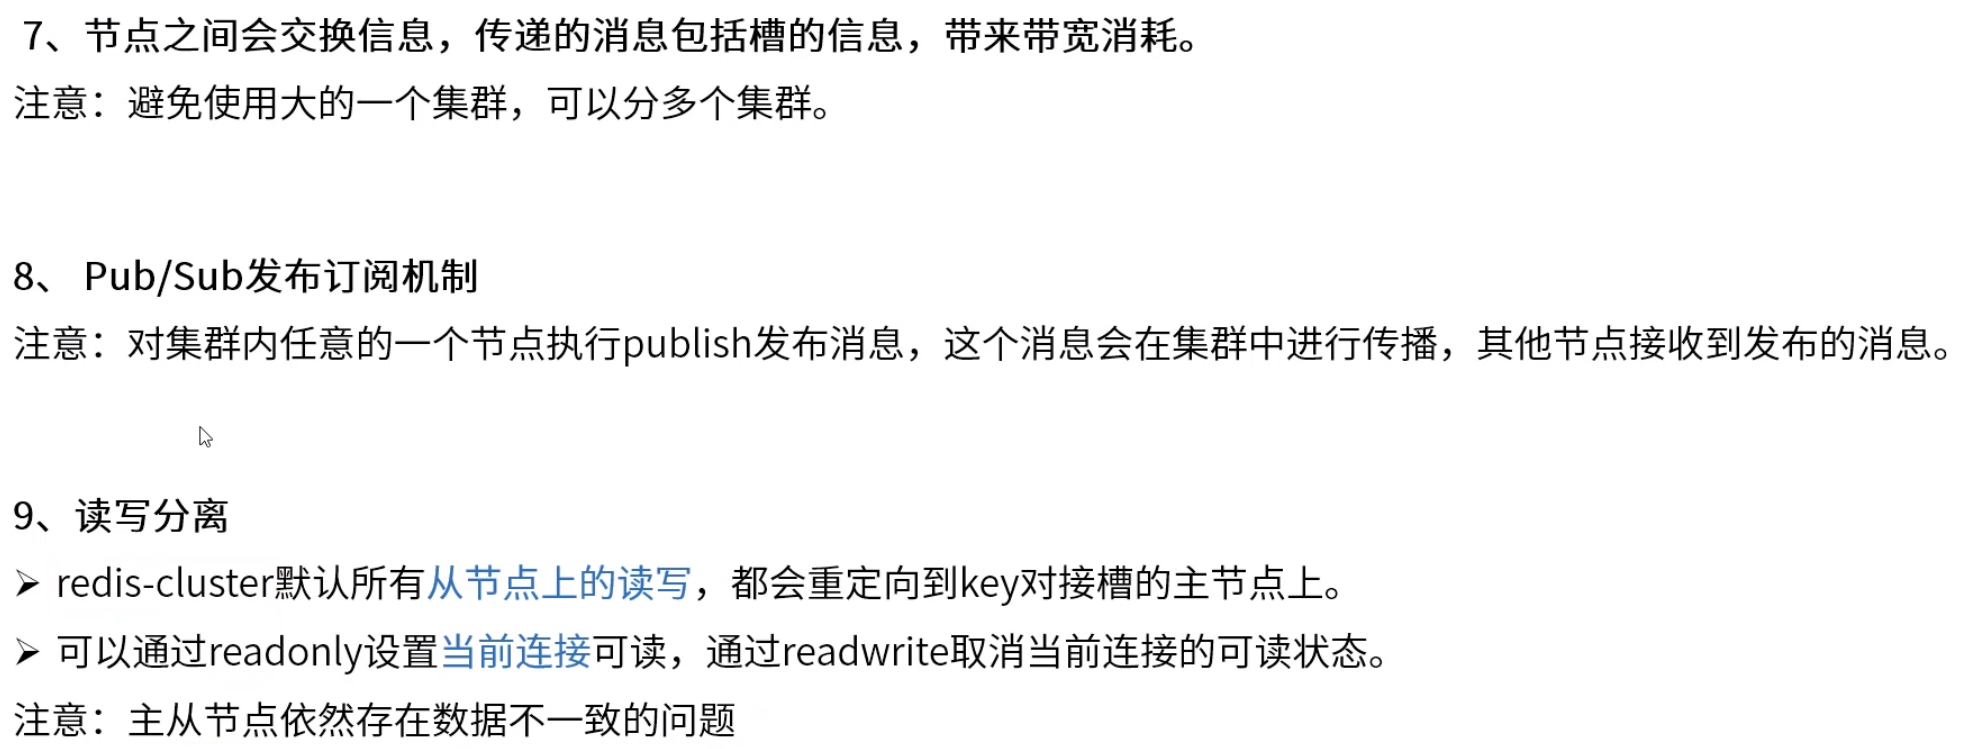 7、节点之间会交换信息，传递的消息包括槽的信息，带来带宽消耗。
注意：避免使用大的一个集群，可以分多个集群。
8、 Pub/Sub发布订阅机制
注意：对集群内任意的一个节点执行publish发布消息，这个消息会在集群中进行传播，其他节点接收到发布的消息。
9、读写分离
➢ redis-cluster默认所有从节点上的读写，都会重定向到key对接槽的主节点上。
➢ 可以通过readonly设置当前连接可读，通过readwrite取消当前连接的可读状态。
注意：主从节点依然存在数据不一致的问题